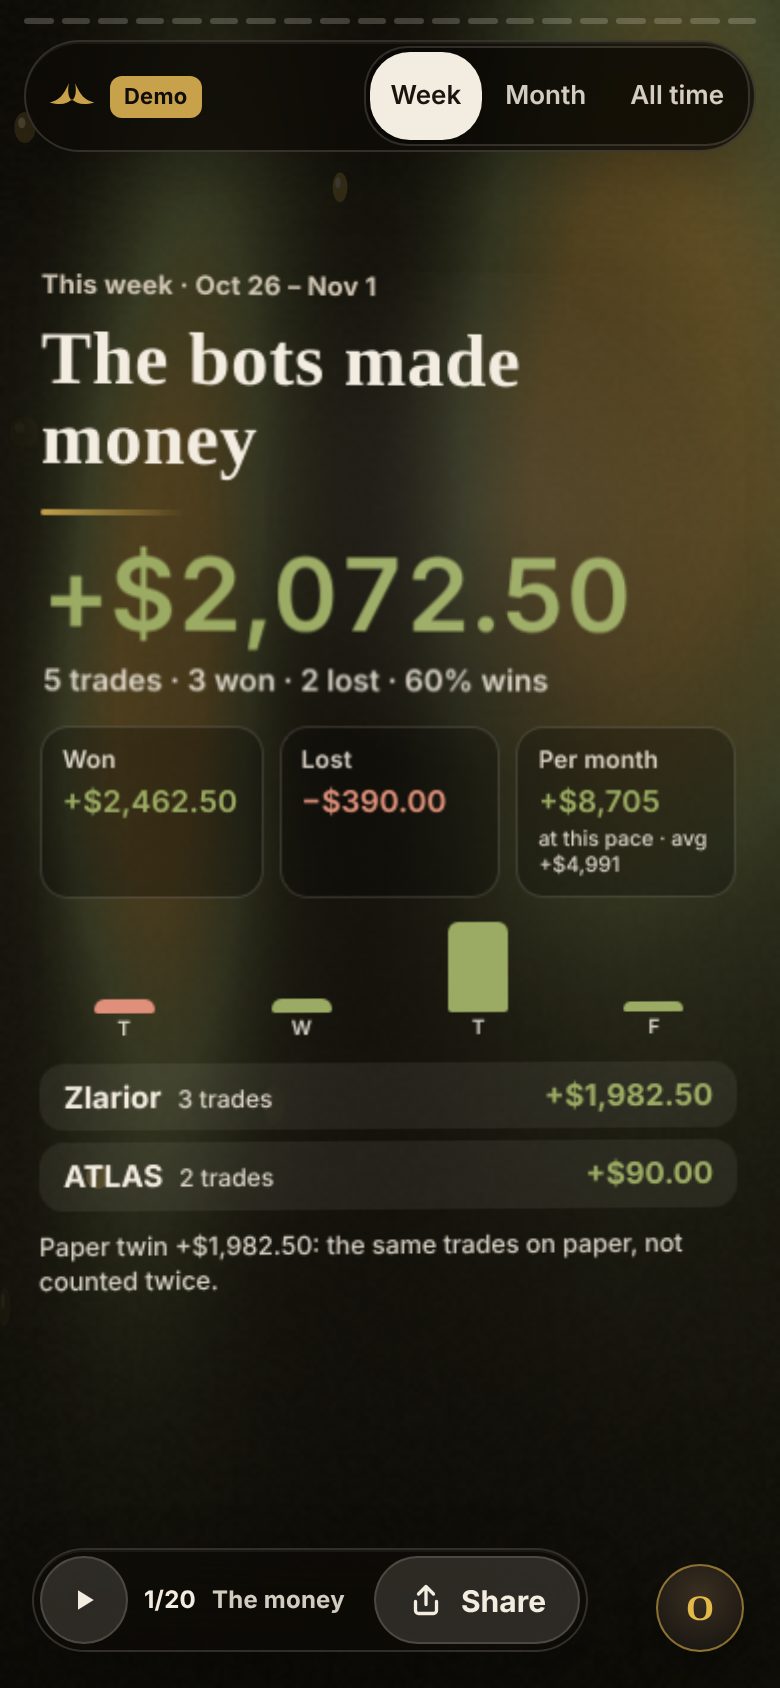 Demo
Week
Month
All time
This week · Oct 26 – Nov 1
The bots made
money
+$2,072.50
5 trades · 3 won · 2 lost · 60% wins
Won
+$2,462.50
Lost
−$390.00
Per month
+$8,705
at this pace · avg
+$4,991
T
W
T
F
Zlarior 3 trades +$1,982.50
ATLAS 2 trades +$90.00
Paper twin +$1,982.50: the same trades on paper, not
counted twice.
1/20 The money
Share
O